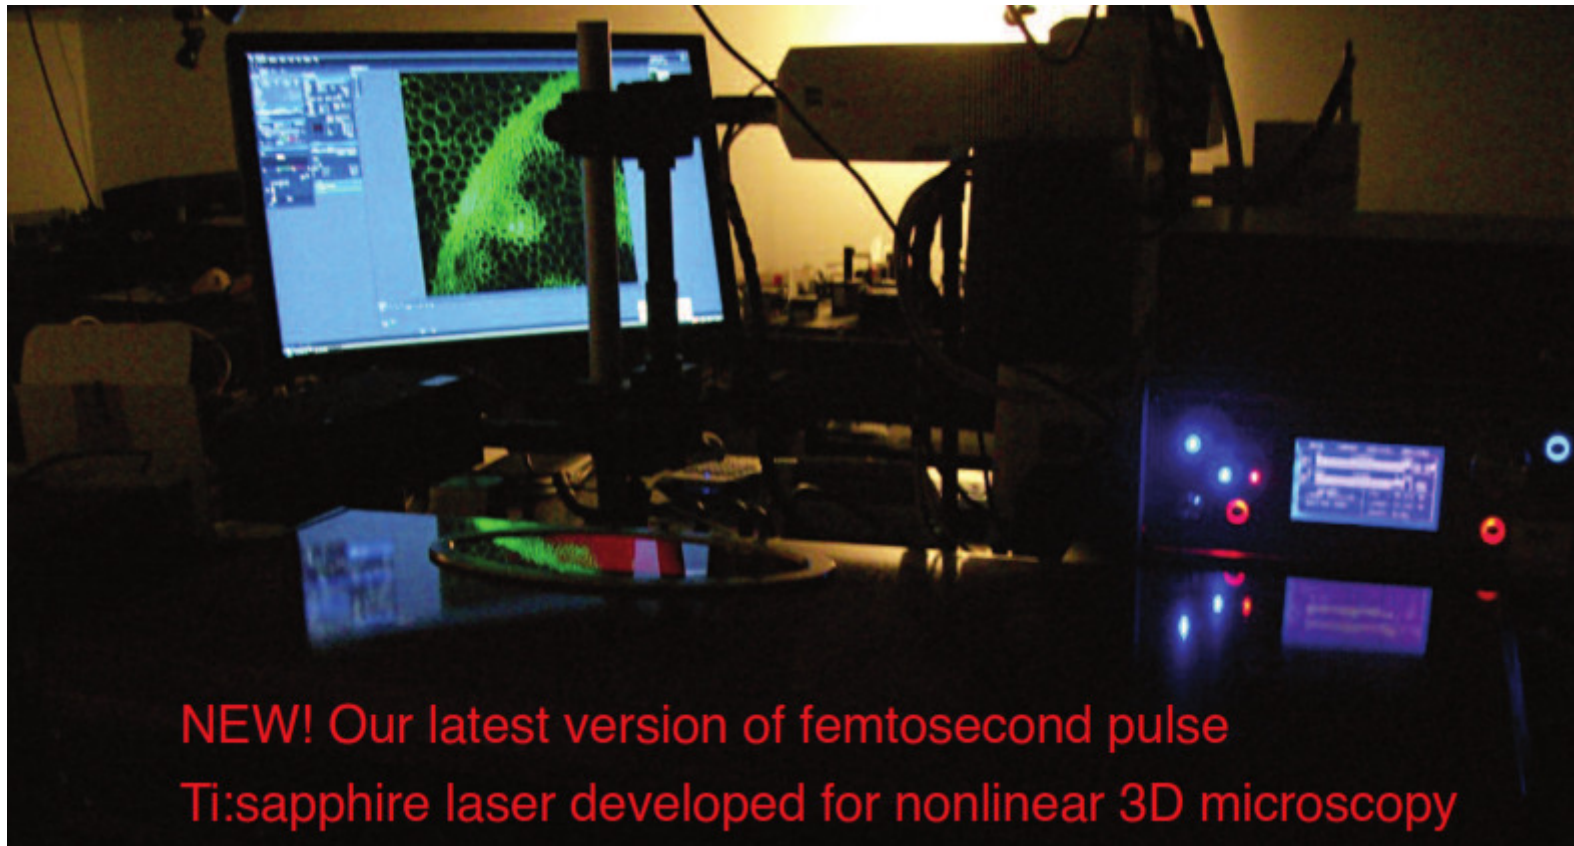 NEW! Our latest version of femtosecond pulse
Ti:sapphire laser developed for nonlinear 3D microscopy